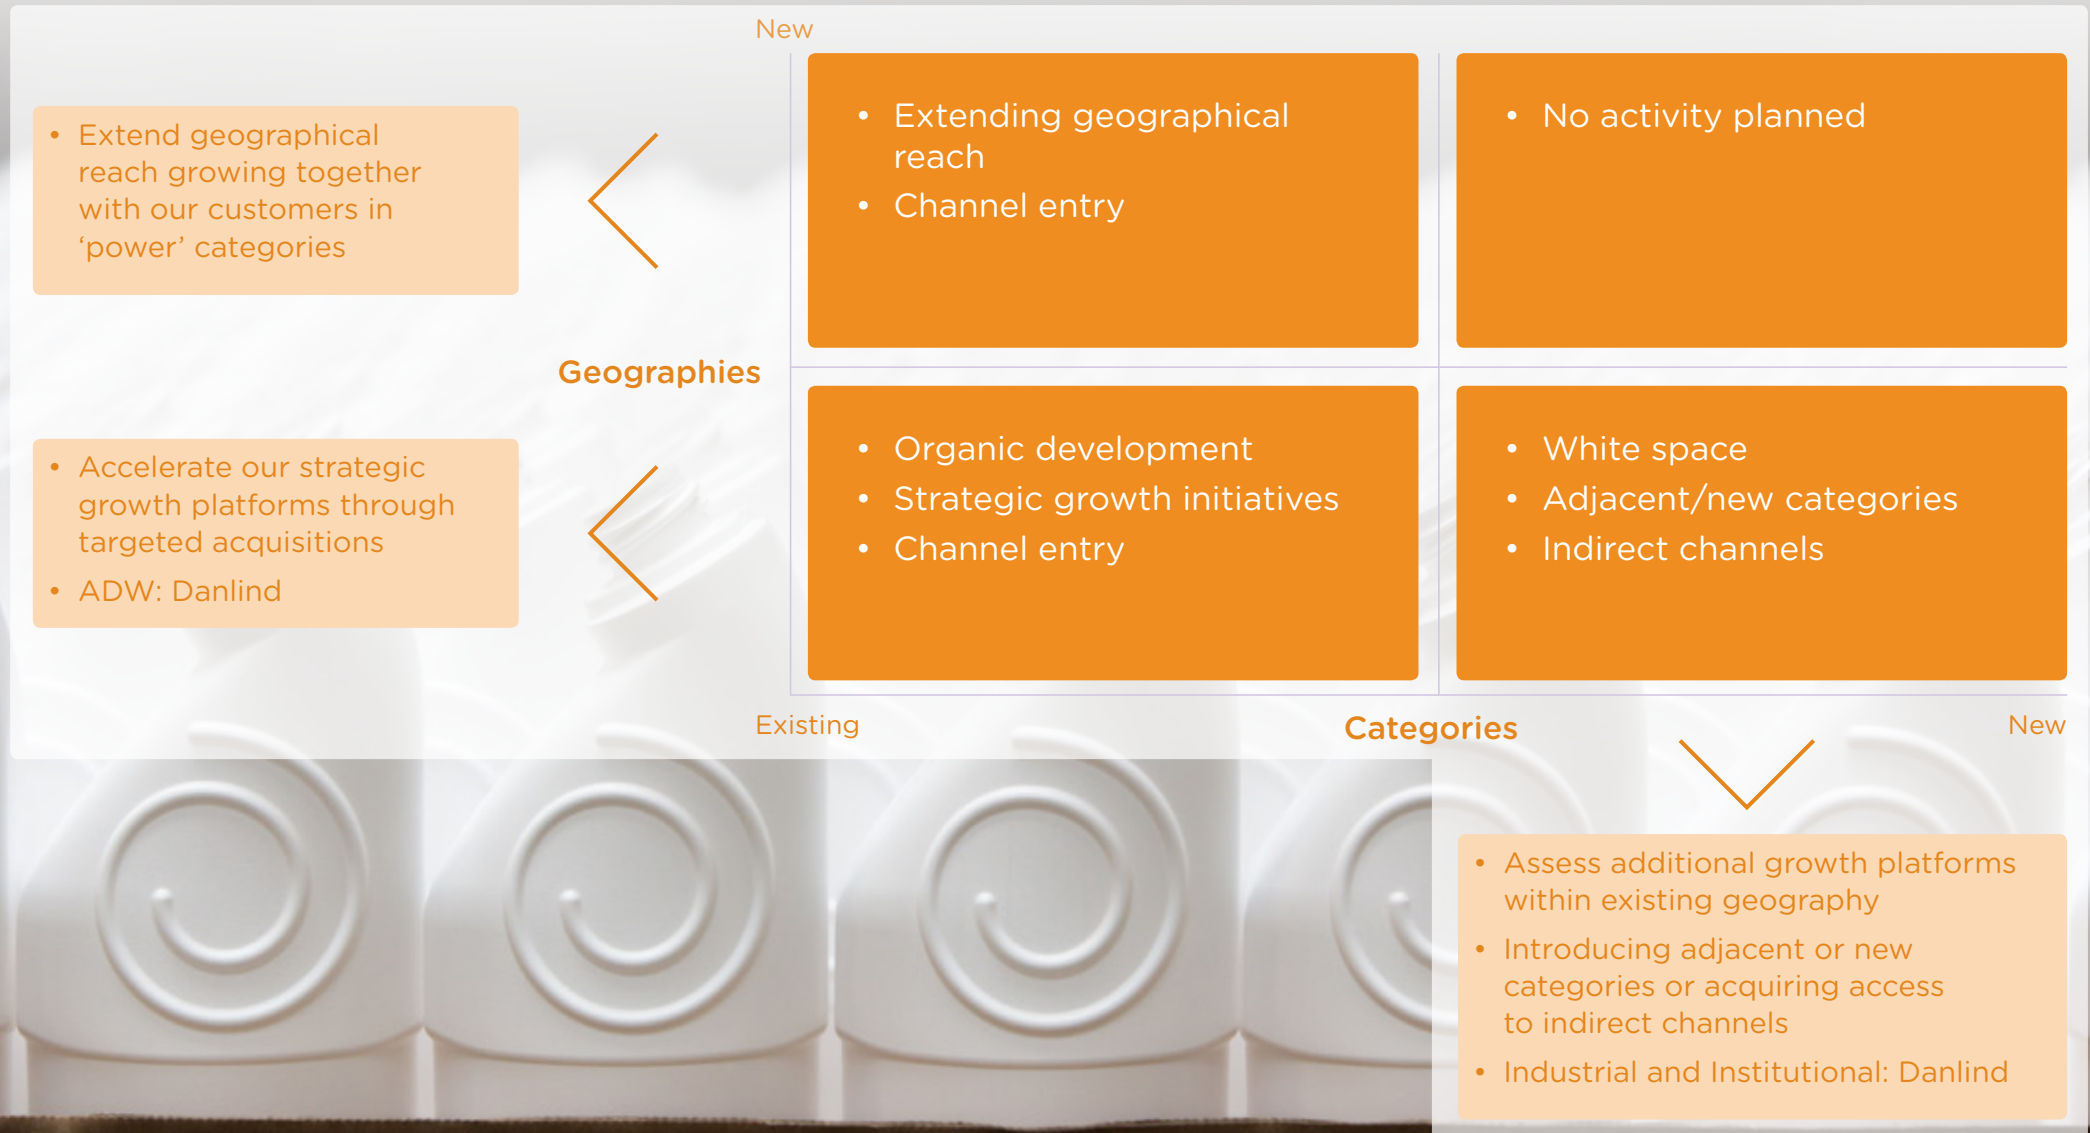 New
• Extend geographical
reach growing together
with our customers in
‘power’ categories
• Extending geographical
reach
• Channel entry
• No activity planned
Geographies
• Accelerate our strategic
growth platforms through
targeted acquisitions
• ADW: Danlind
• Organic development
• Strategic growth initiatives
• Channel entry
• White space
• Adjacent/new categories
• Indirect channels
Existing
Categories
New
• Assess additional growth platforms
within existing geography
• Introducing adjacent or new
categories or acquiring access
to indirect channels
• Industrial and Institutional: Danlind